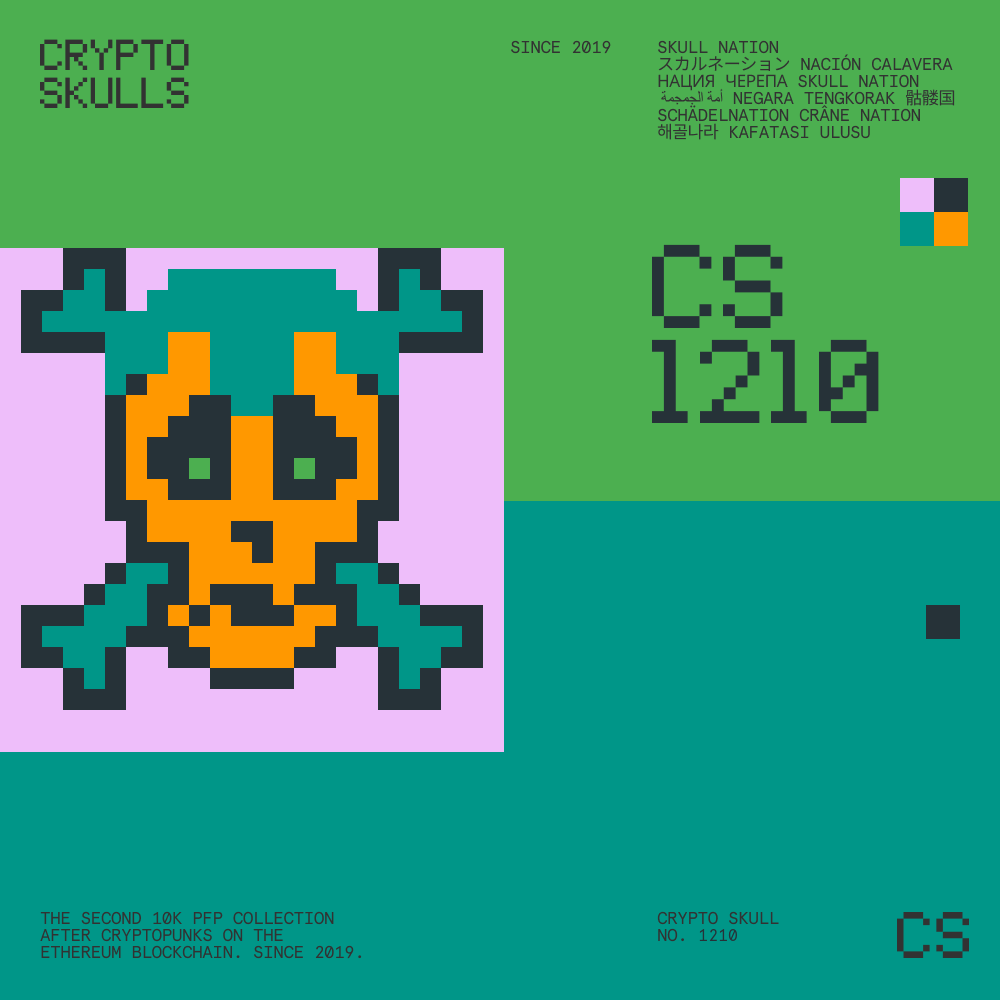 CRYPTO
SKULLS
SINCE 2019
SKULL NATION
スカルネーション NACIÓN CALAVERA
НАЦИЯ ЧЕРЕПА SKULL NATION
أمة الجمجمة NEGARA TENGKORAK 骷髅国
SCHÄDELNATION CRÂNE NATION
해골나라 KAFATASI ULUSU
CS
1210
THE SECOND 10K PFP COLLECTION
AFTER CRYPTOPUNKS ON THE
ETHEREUM BLOCKCHAIN. SINCE 2019.
CRYPTO SKULL
NO. 1210
CS